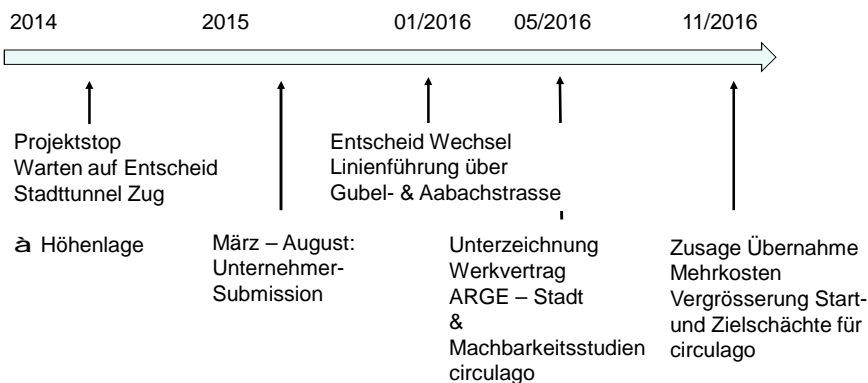 2014
2015
01/2016
05/2016
11/2016
Projektstop
Warten auf Entscheid
Stadttunnel Zug
à Höhenlage
März – August:
Unternehmer-
Submission
Entscheid Wechsel
Linienführung über
Gubel- & Aabachstrasse
Unterzeichnung
Werkvertrag
ARGE – Stadt
&
Machbarkeitsstudien
circulago
Zusage Übernahme
Mehrkosten
Vergrösserung Start-
und Zielschächte für
circulago